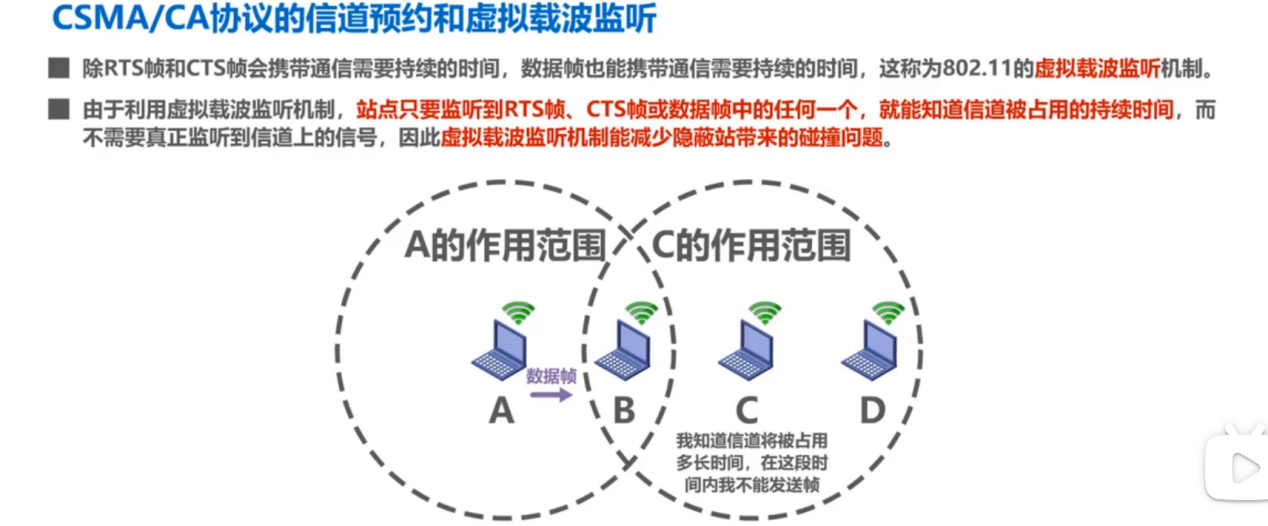 CSMA/CA协议的信道预约和虚拟载波监听
除RTS帧和CTS帧会携带通信需要持续的时间，数据帧也能携带通信需要持续的时间，这称为802.11的虚拟载波监听机制。
由于利用虚拟载波监听机制，站点只要监听到RTS帧、CTS帧或数据帧中的任何一个，就能知道信道被占用的持续时间，而
不需要真正监听到信道上的信号，因此虚拟载波监听机制能减少隐蔽站带来的碰撞问题。
A的作用范围 C的作用范围
数据帧
A B C D
我知道信道将被占用
多长时间，在这段时
间内我不能发送帧